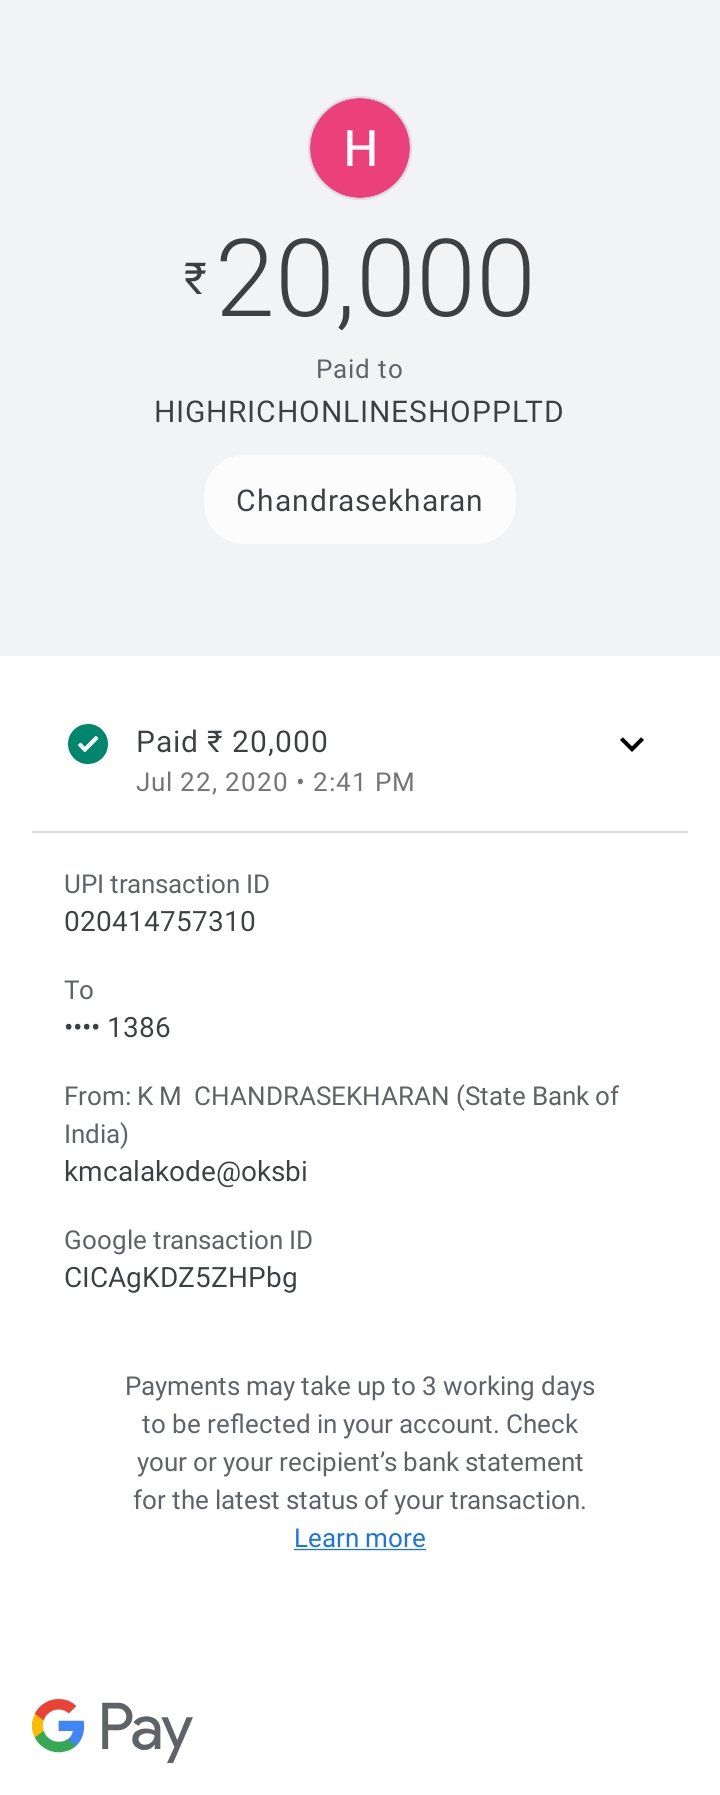 H
₹20,000
Paid to
HIGHRICHONLINESHOPPLTD
Chandrasekharan
Paid ₹ 20,000
Jul 22, 2020 • 2:41 PM
UPI transaction ID
020414757310
To
•••• 1386
From: K M  CHANDRASEKHARAN (State Bank of
India)
kmcalakode@oksbi
Google transaction ID
CICAgKDZ5ZHPbg
Payments may take up to 3 working days
to be reflected in your account. Check
your or your recipient’s bank statement
for the latest status of your transaction.
Learn more
G Pay